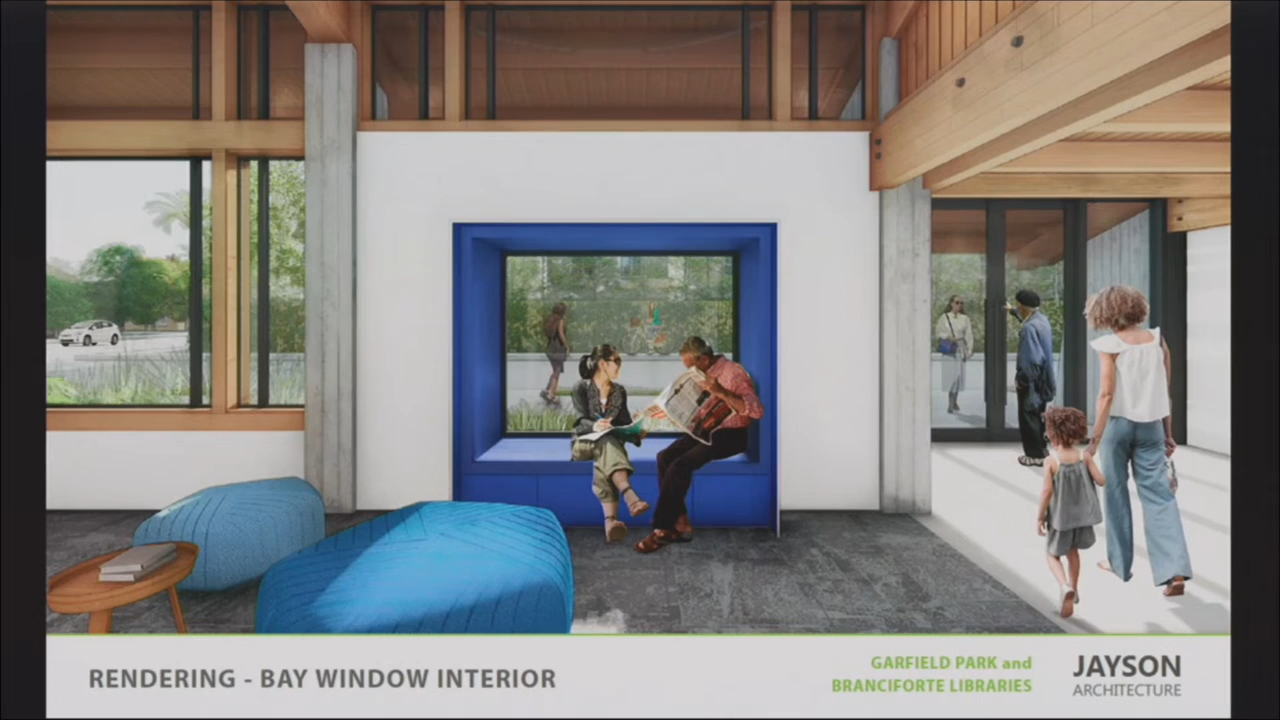 RENDERING - BAY WINDOW INTERIOR
GARFIELD PARK and
BRANCIFORTE LIBRARIES
JAYSON
ARCHITECTURE